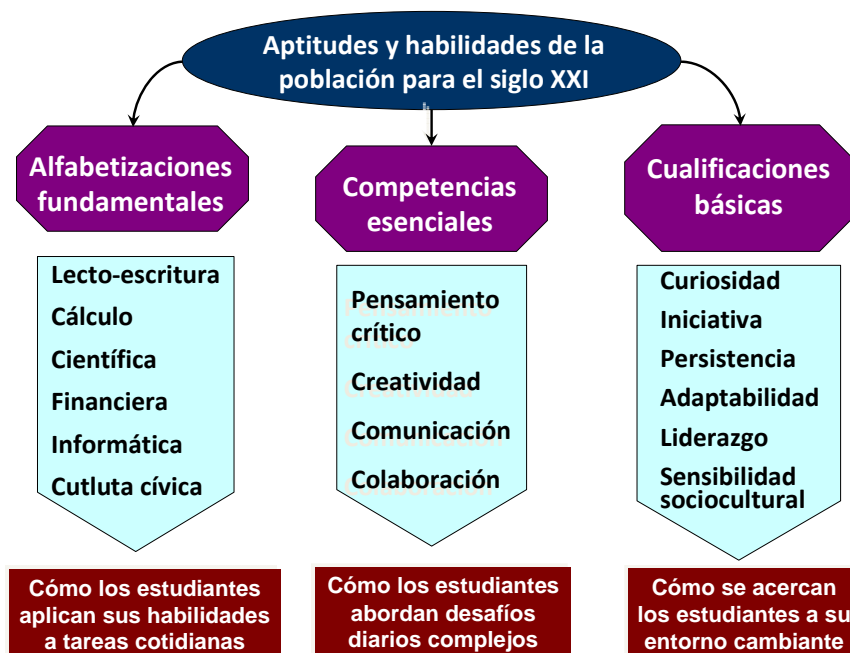 Aptitudes y habilidades de la
población para el siglo XXI
Alfabetizaciones
fundamentales
Lecto-escritura
Cálculo
Científica
Financiera
Informática
Cutluta cívica
Cómo los estudiantes
aplican sus habilidades
a tareas cotidianas
Competencias
esenciales
Pensamiento
crítico
Creatividad
Comunicación
Colaboración
Cómo los estudiantes
abordan desafíos
diarios complejos
Cualificaciones
básicas
Curiosidad
Iniciativa
Persistencia
Adaptabilidad
Liderazgo
Sensibilidad
sociocultural
Cómo se acercan
los estudiantes a su
entorno cambiante